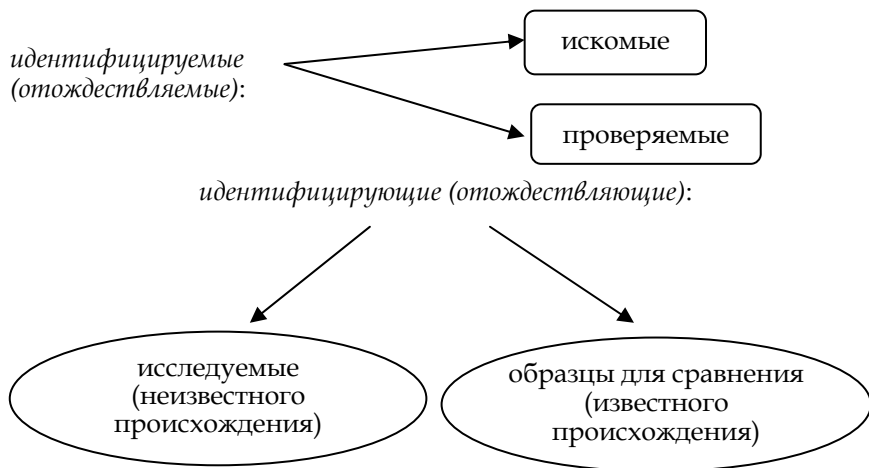 искомые
идентифицируемые
(отождествляемые):
проверяемые
идентифицирующие (отождествляющие):
исследуемые
(неизвестного
происхождения)
образцы для сравнения
(известного
происхождения)